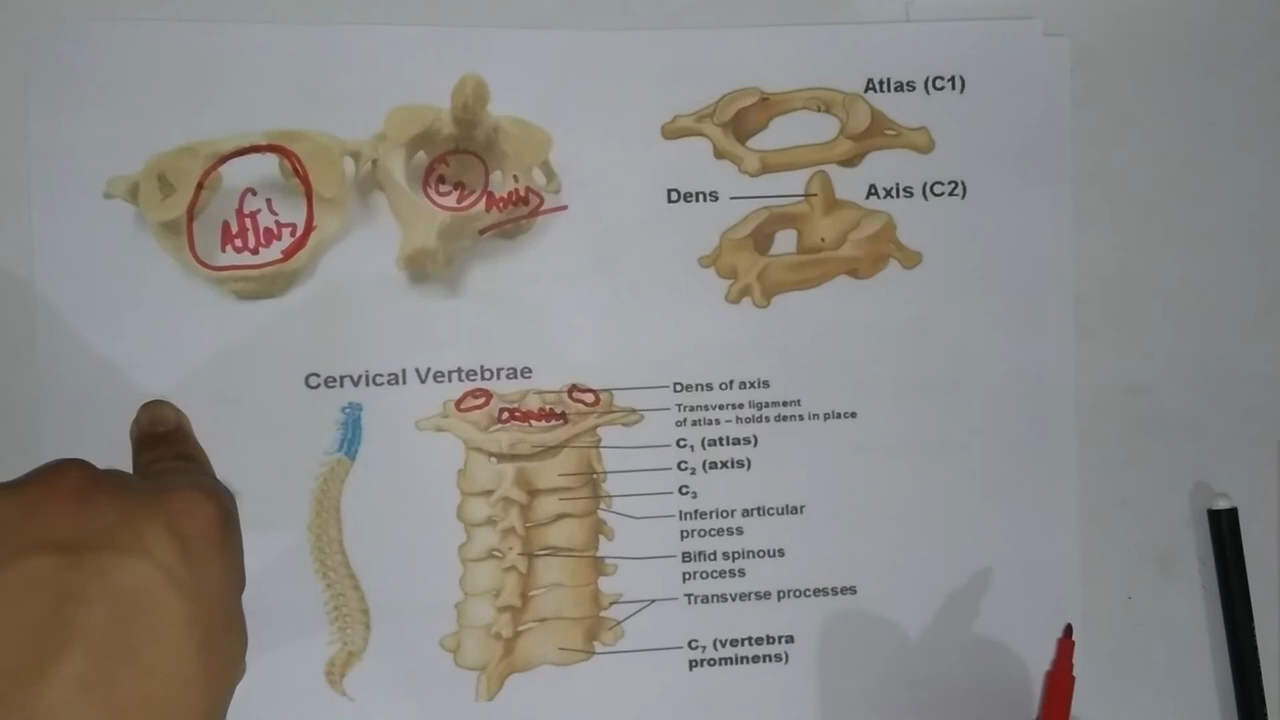 Atlas (C1)
C1
Atlas
C2
Axis
Dens
Axis (C2)
Cervical Vertebrae
Dens of axis
Transverse ligament
of atlas – holds dens in place
C₁ (atlas)
C₂ (axis)
C₃
Inferior articular
process
Bifid spinous
process
Transverse processes
C₇ (vertebra
prominens)